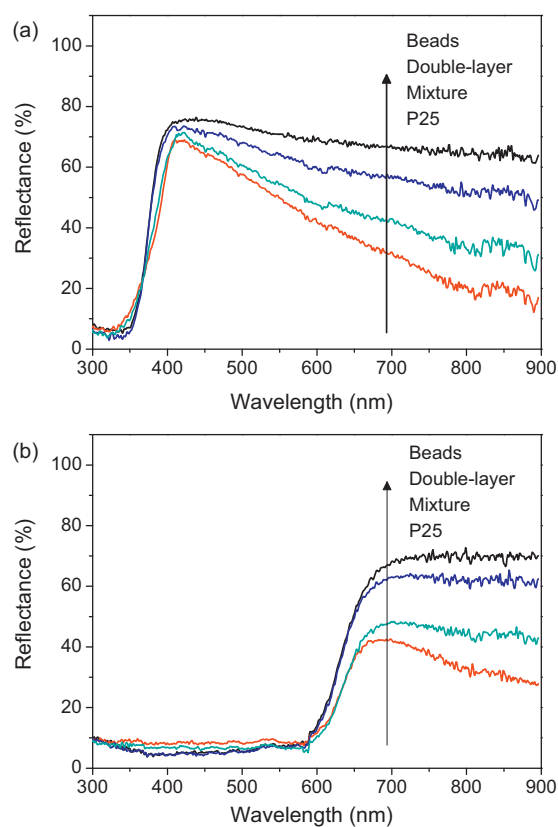 (a)
100
80
60
40
20
0
Reflectance (%)
Beads
Double-layer
Mixture
P25
300 400 500 600 700 800 900
Wavelength (nm)
(b)
100
80
60
40
20
0
Reflectance (%)
Beads
Double-layer
Mixture
P25
300 400 500 600 700 800 900
Wavelength (nm)